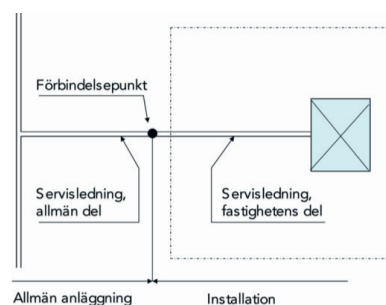 Förbindelsepunkt
Servisledning,
allmän del
Servisledning,
fastighetens del
Allmän anläggning
Installation